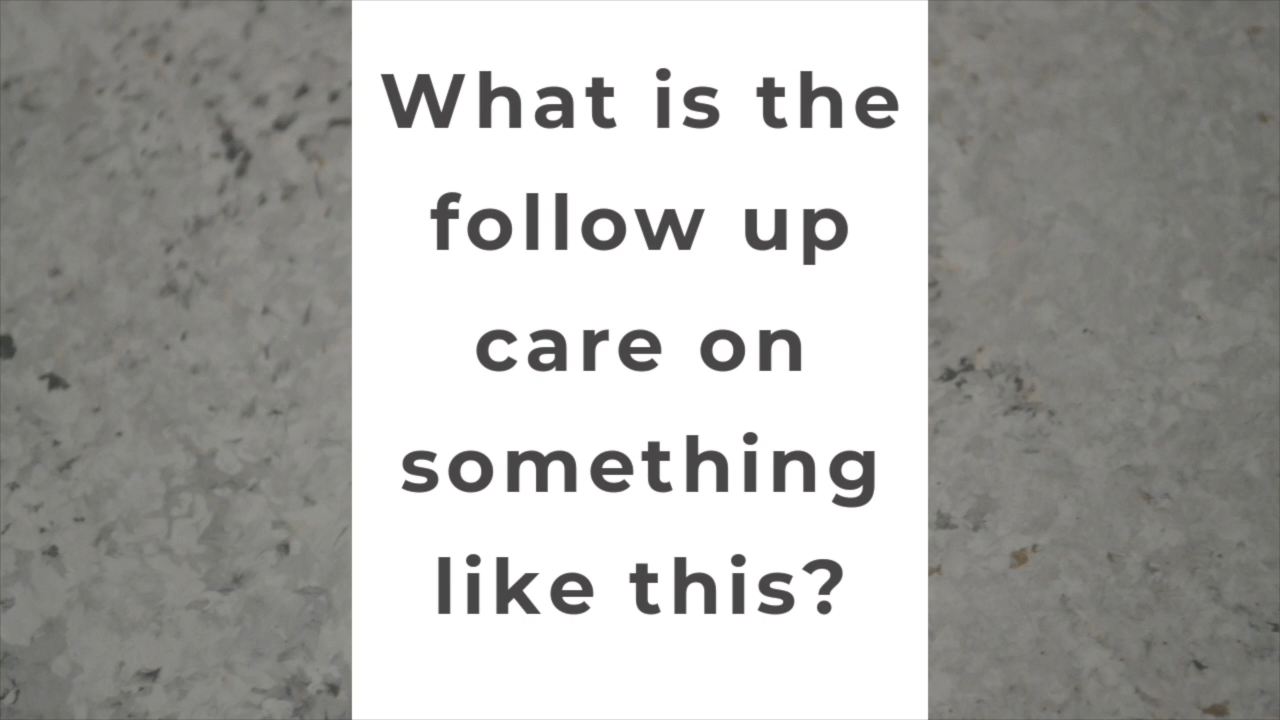 What is the
follow up
care on
something
like this?